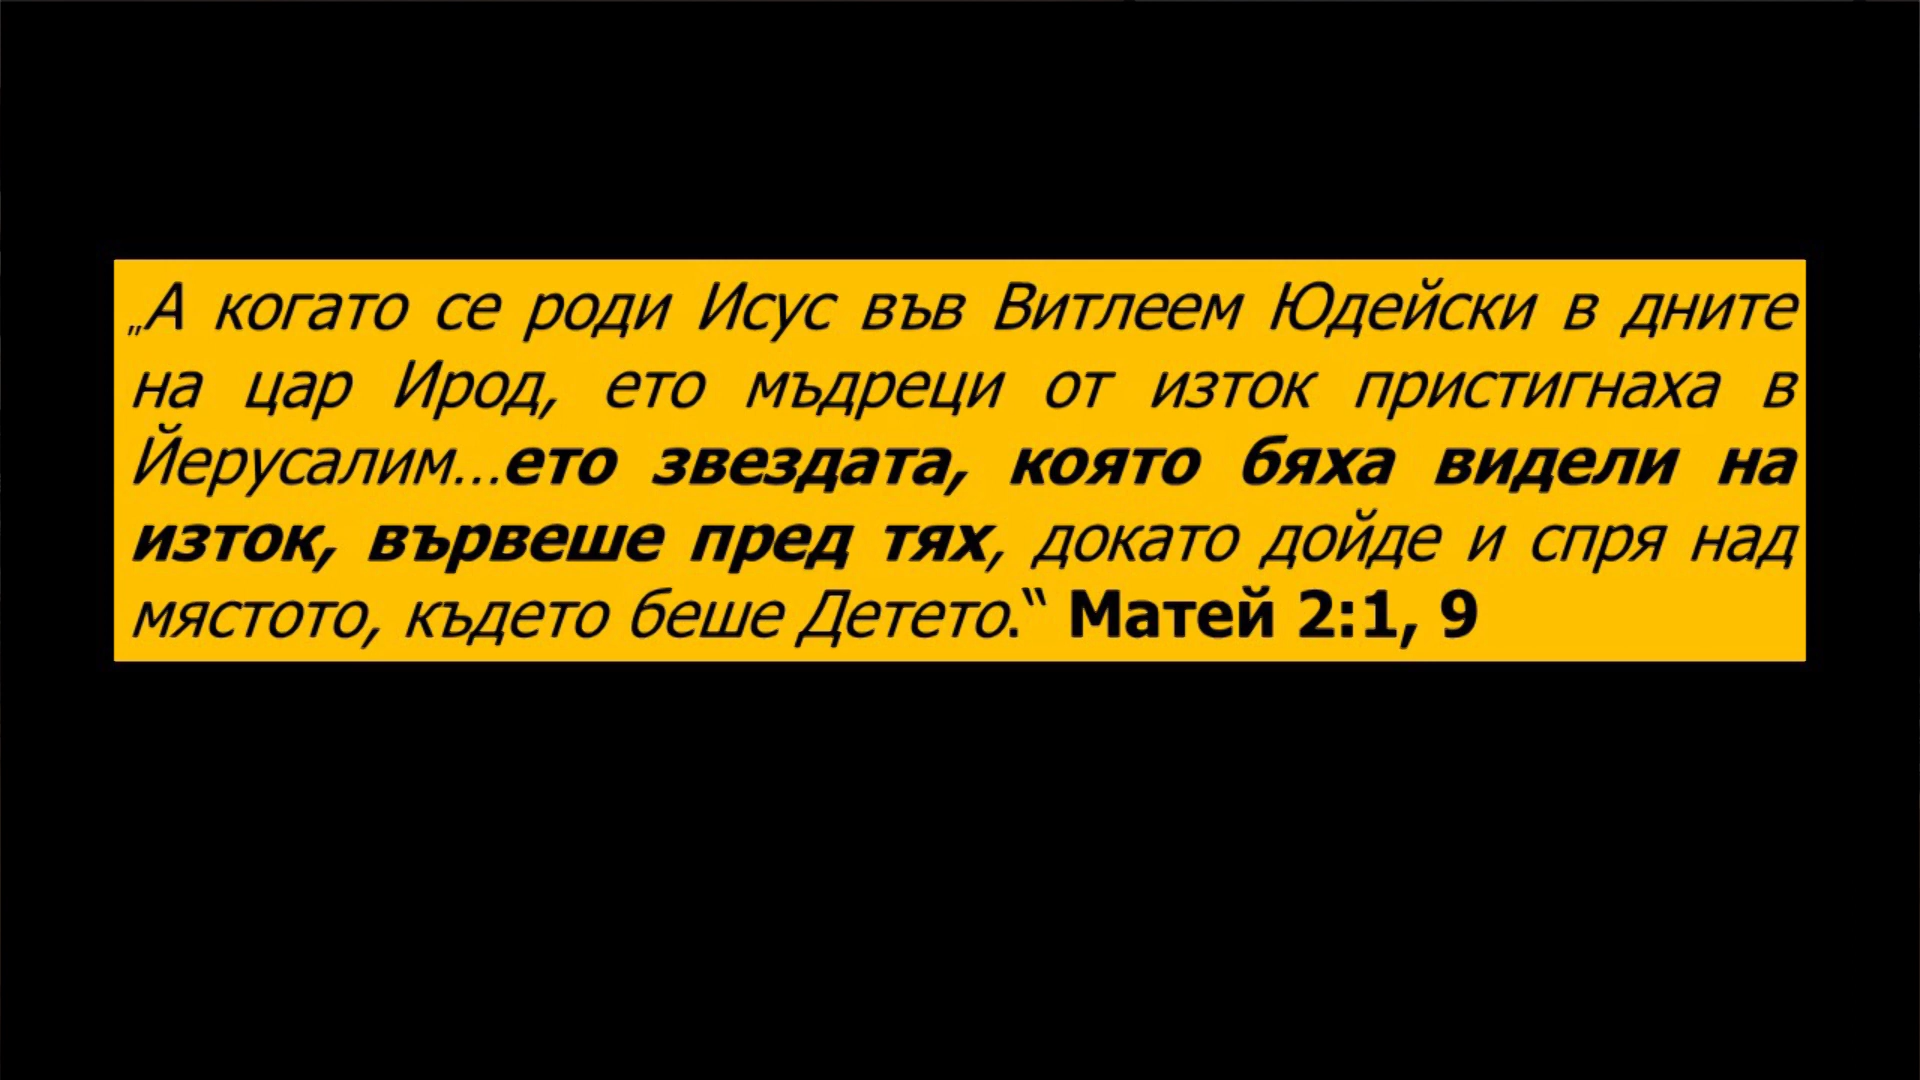 „А когато се роди Исус във Витлеем Юдейски в дните
на цар Ирод, ето мъдреци от изток пристигнаха в
Йерусалим...ето звездата, която бяха видели на
изток, вървеше пред тях, докато дойде и спря над
мястото, където беше Детето.“ Матей 2:1, 9